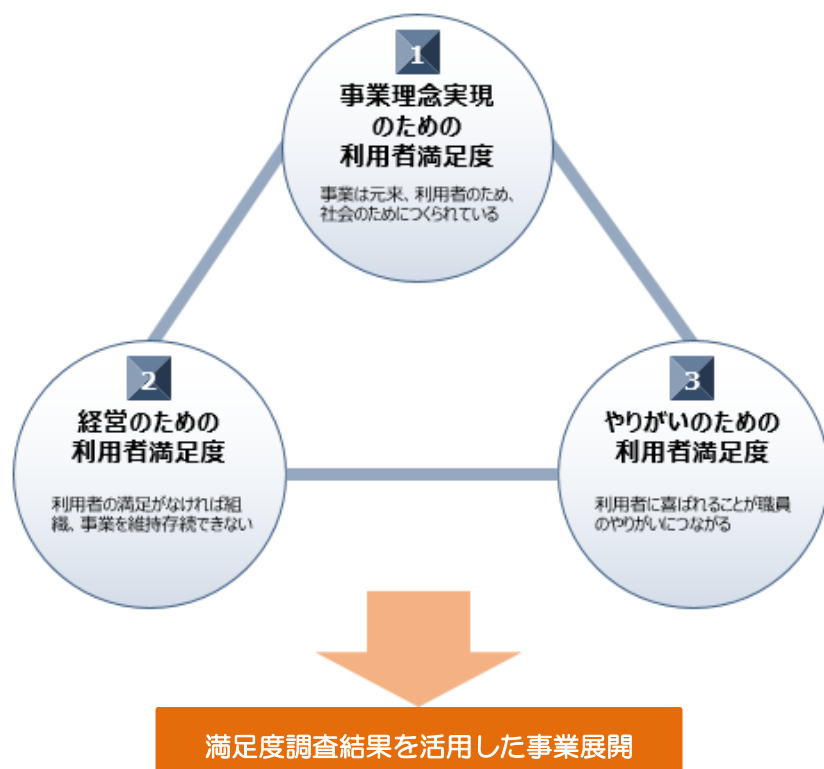 1
事業理念実現
のための
利用者満足度
事業は元来、利用者のため、
社会のためにつくられている
2
経営のための
利用者満足度
利用者の満足がなければ組
織、事業を維持存続できない
3
やりがいのための
利用者満足度
利用者に喜ばれることが職員
のやりがいにつながる
満足度調査結果を活用した事業展開